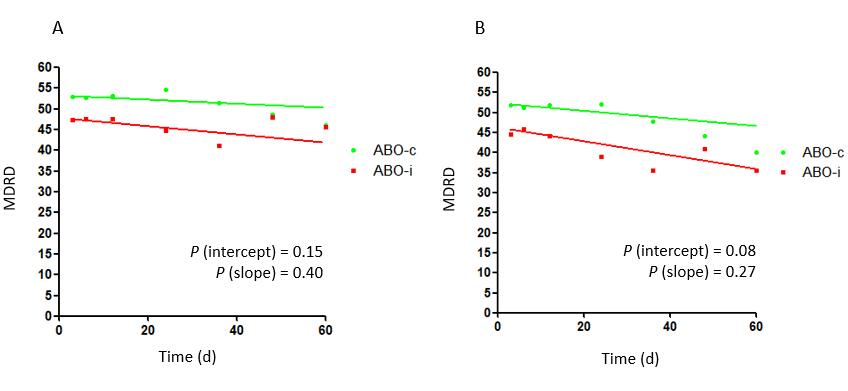 A
60
55
50
45
40
35
30
25
20
15
10
5
0
0 20 40 60
MDRD
Time (d)
ABO-c
ABO-i
P (intercept) = 0.15
P (slope) = 0.40
B
60
55
50
45
40
35
30
25
20
15
10
5
0
0 20 40 60
MDRD
Time (d)
ABO-c
ABO-i
P (intercept) = 0.08
P (slope) = 0.27